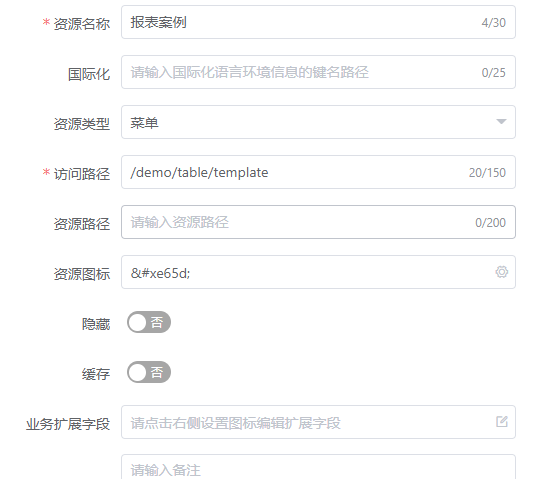 * 资源名称 报表案例 4/30
国际化 请输入国际化语言环境信息的键名路径 0/25
资源类型 菜单
* 访问路径 /demo/table/template 20/150
资源路径 请输入资源路径 0/200
资源图标 &#xe65d;
隐藏 否
缓存 否
业务扩展字段 请点击右侧设置图标编辑扩展字段
请输入备注